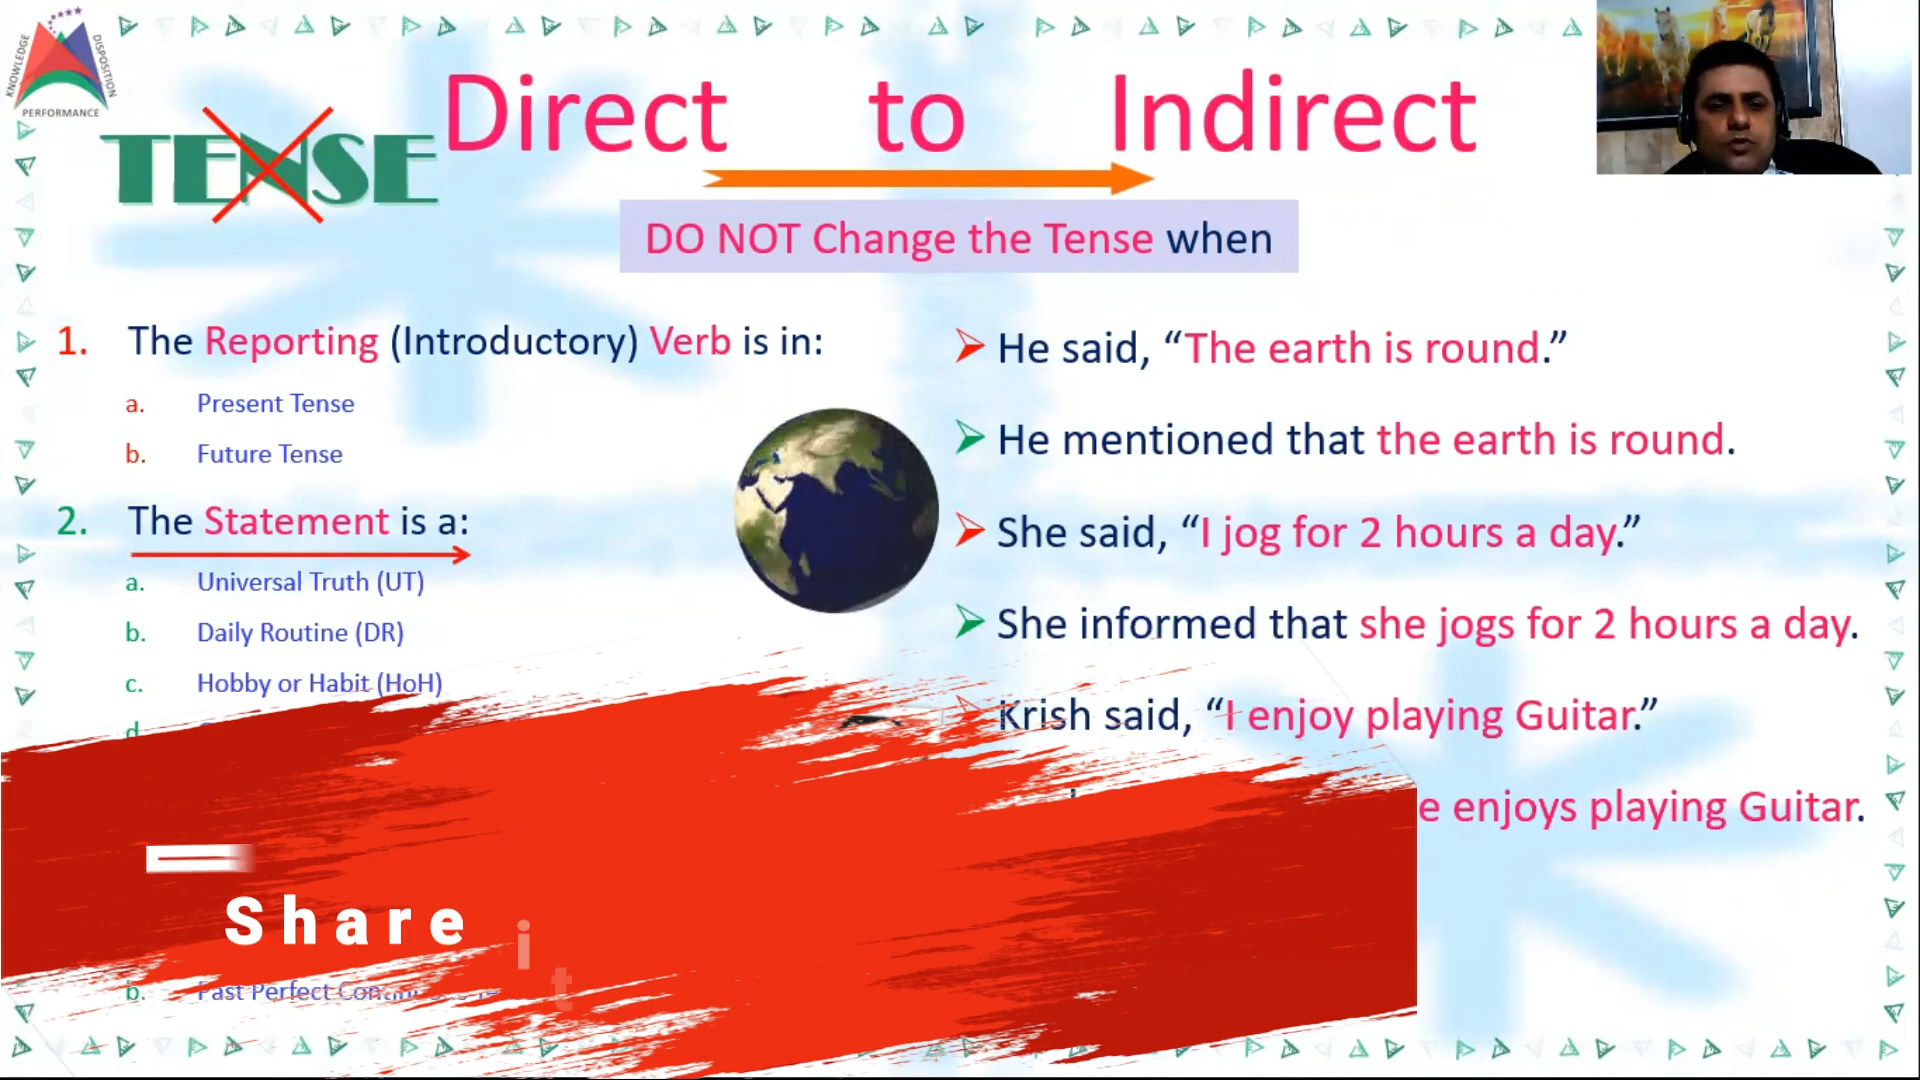 KNOWLEDGE
DISPOSITION
PERFORMANCE
TENSE
Direct to Indirect
DO NOT Change the Tense when
1. The Reporting (Introductory) Verb is in:
a. Present Tense
b. Future Tense
2. The Statement is a:
a. Universal Truth (UT)
b. Daily Routine (DR)
c. Hobby or Habit (HoH)
d
b. Past Perfect
He said, “The earth is round.”
He mentioned that the earth is round.
She said, “I jog for 2 hours a day.”
She informed that she jogs for 2 hours a day.
Krish said, “I enjoy playing Guitar.”
e enjoys playing Guitar.
Share it